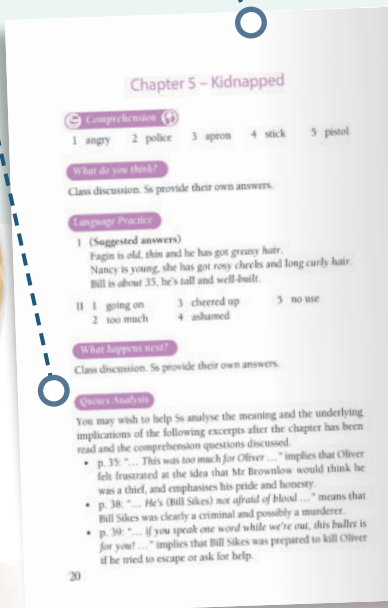 Chapter 5 – Kidnapped
Comprehension
1 angry 2 police 3 apron 4 stick 5 pistol
What do you think?
Class discussion. Ss provide their own answers.
Language Practice
I (Suggested answers)
Fagin is old, thin and he has got greasy hair.
Nancy is young, she has got rosy cheeks and long curly hair.
Bill is about 35, he's tall and well-built.
II 1 going on 3 cheered up 5 no use
2 too much 4 ashamed
What happens next?
Class discussion. Ss provide their own answers.
Quotes Analysis
You may wish to help Ss analyse the meaning and the underlying
implications of the following excerpts after the chapter has been
read and the comprehension questions discussed.
• p. 35: “... This was too much for Oliver ...” implies that Oliver
felt frustrated at the idea that Mr Brownlow would think he
was a thief, and emphasises his pride and honesty.
• p. 38: “... He's (Bill Sikes) not afraid of blood ...” means that
Bill Sikes was clearly a criminal and possibly a murderer.
• p. 39: “... if you speak one word while we're out, this bullet is
for you! ...” implies that Bill Sikes was prepared to kill Oliver
if he tried to escape or ask for help.
20